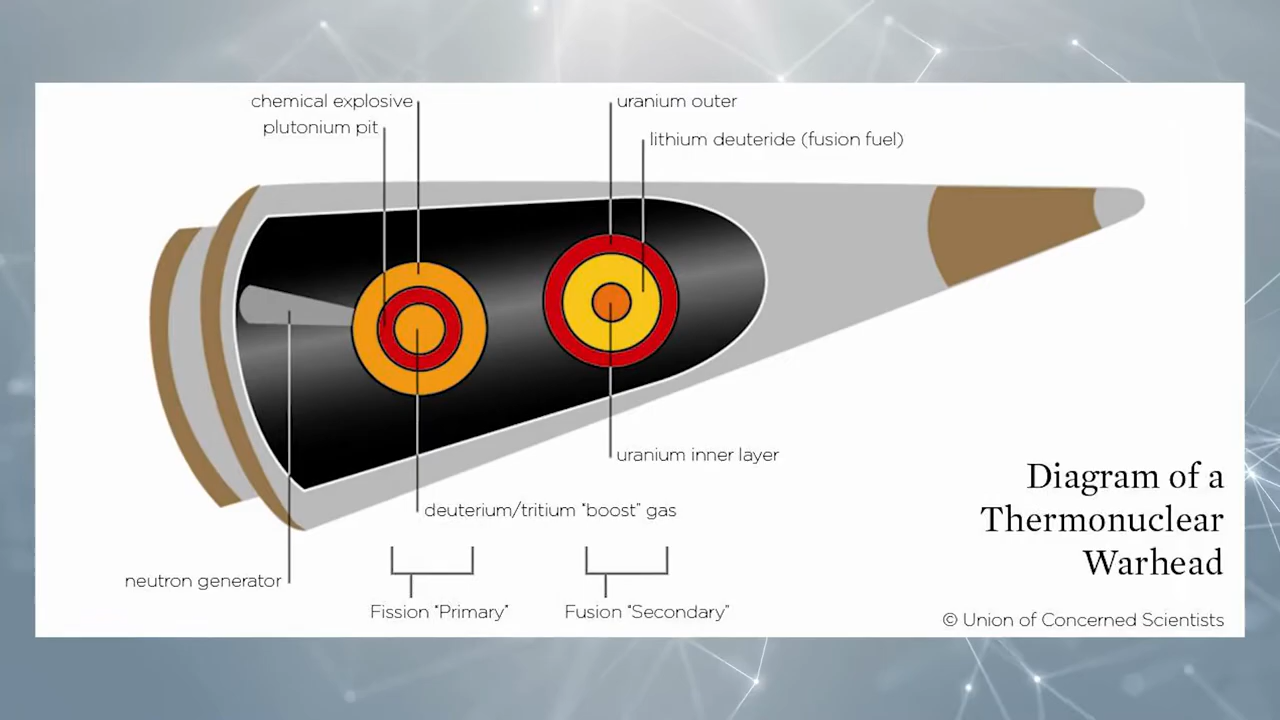 chemical explosive
plutonium pit
uranium outer
lithium deuteride (fusion fuel)
uranium inner layer
deuterium/tritium "boost" gas
neutron generator
Fission "Primary"
Fusion "Secondary"
Diagram of a
Thermonuclear
Warhead
© Union of Concerned Scientists